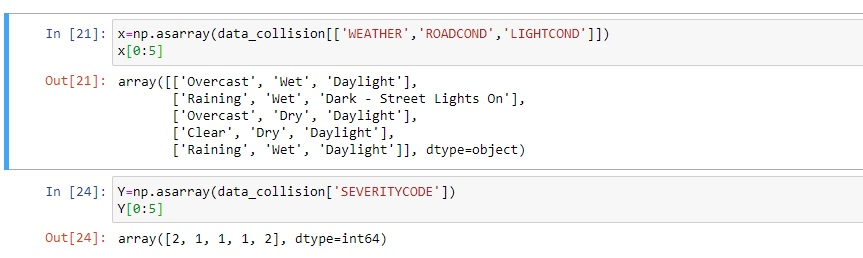 In [21]: x=np.asarray(data_collision[['WEATHER','ROADCOND','LIGHTCOND']])
x[0:5]
Out[21]: array([['Overcast', 'Wet', 'Daylight'],
['Raining', 'Wet', 'Dark - Street Lights On'],
['Overcast', 'Dry', 'Daylight'],
['Clear', 'Dry', 'Daylight'],
['Raining', 'Wet', 'Daylight']], dtype=object)
In [24]: Y=np.asarray(data_collision['SEVERITYCODE'])
Y[0:5]
Out[24]: array([2, 1, 1, 1, 2], dtype=int64)